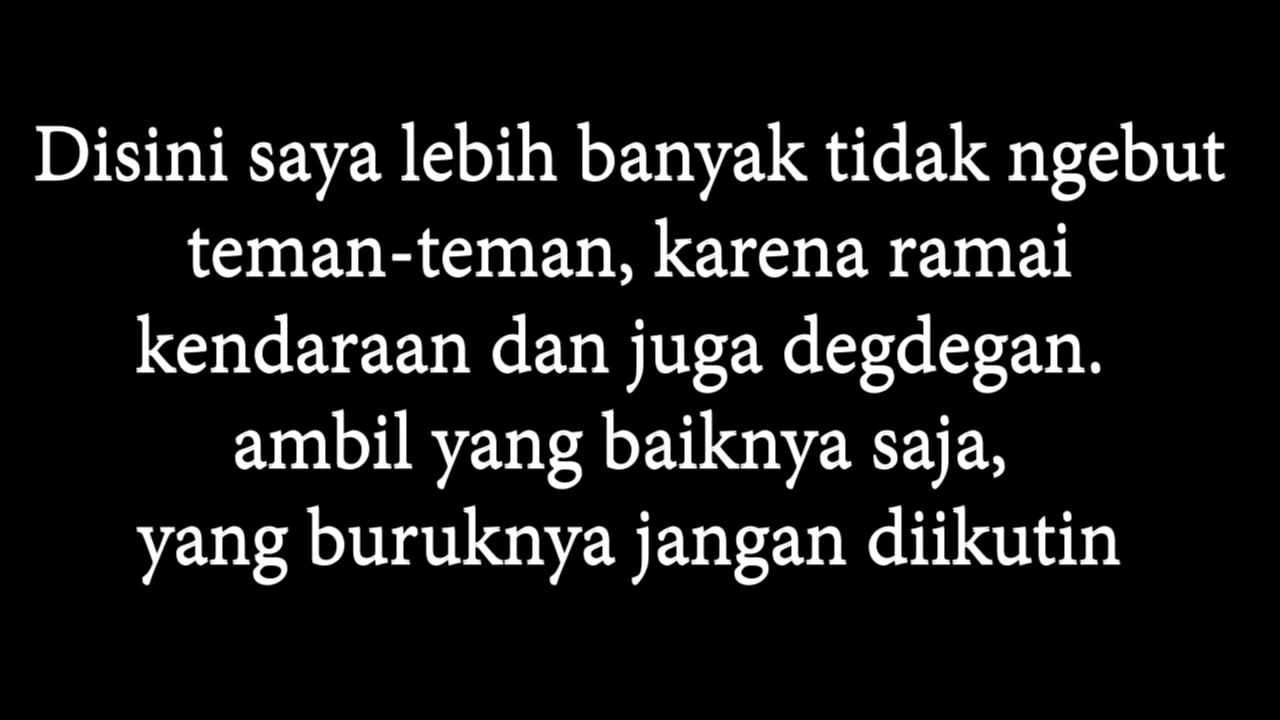 Disini saya lebih banyak tidak ngebut
teman-teman, karena ramai
kendaraan dan juga degdegan.
ambil yang baiknya saja,
yang buruknya jangan diikutin